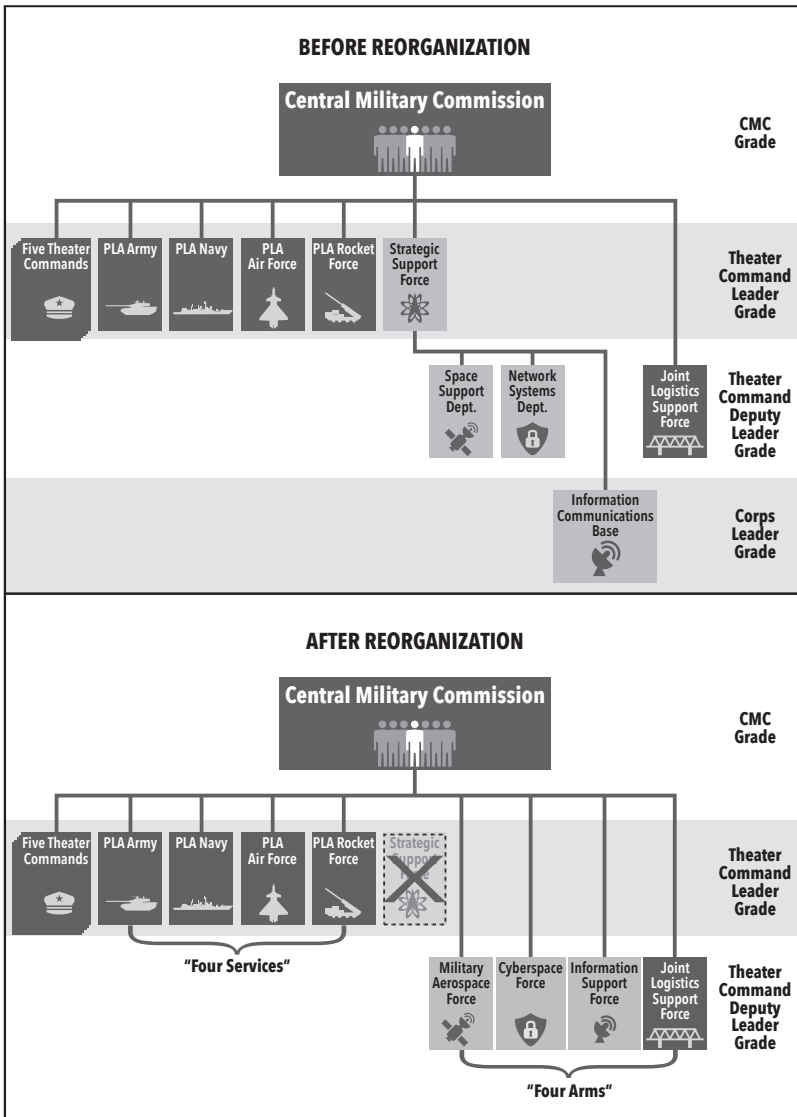 BEFORE REORGANIZATION
Central Military Commission
CMC
Grade
Five Theater
Commands
PLA Army
PLA Navy
PLA
Air Force
PLA Rocket
Force
Strategic
Support
Force
Theater
Command
Leader
Grade
Space
Support
Dept.
Network
Systems
Dept.
Joint
Logistics
Support
Force
Theater
Command
Deputy
Leader
Grade
Information
Communications
Base
Corps
Leader
Grade
AFTER REORGANIZATION
Central Military Commission
CMC
Grade
Five Theater
Commands
PLA Army
PLA Navy
PLA
Air Force
PLA Rocket
Force
Strategic
Support
Force
Theater
Command
Leader
Grade
"Four Services"
Military
Aerospace
Force
Cyberspace
Force
Information
Support
Force
Joint
Logistics
Support
Force
Theater
Command
Deputy
Leader
Grade
"Four Arms"